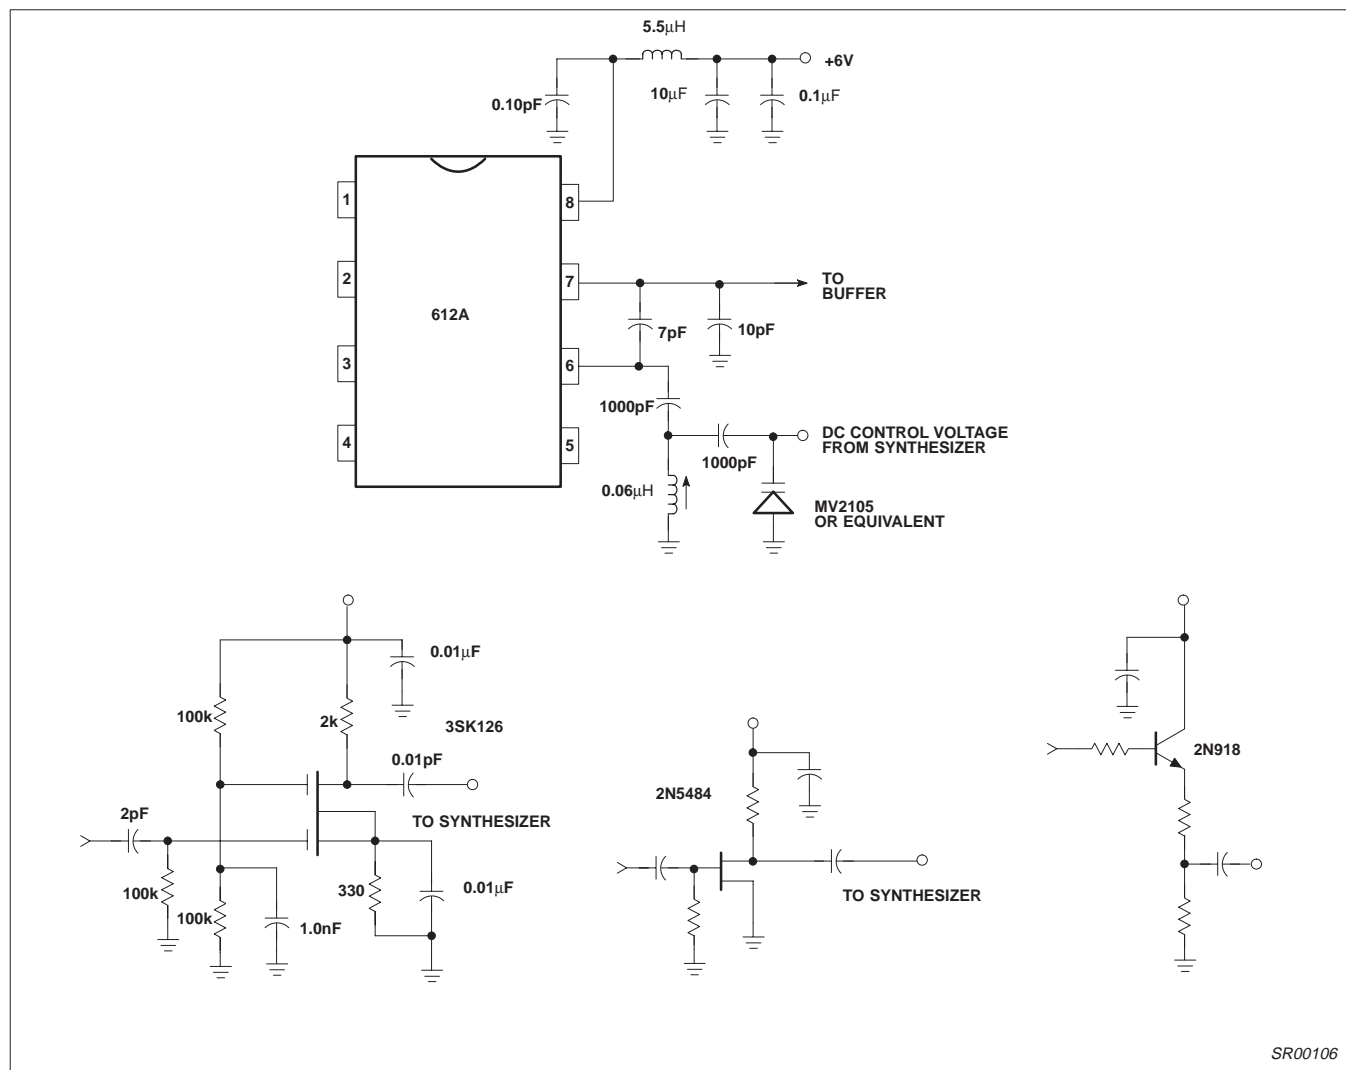 5.5µH
+6V
0.10pF
10µF
0.1µF
1
8
2
7
TO
BUFFER
612A
7pF
10pF
3
6
1000pF
4
5
DC CONTROL VOLTAGE
FROM SYNTHESIZER
1000pF
0.06µH
MV2105
OR EQUIVALENT
0.01µF
100k
2k
3SK126
0.01pF
2pF
TO SYNTHESIZER
100k
100k
330
0.01µF
1.0nF
2N5484
TO SYNTHESIZER
2N918
SR00106